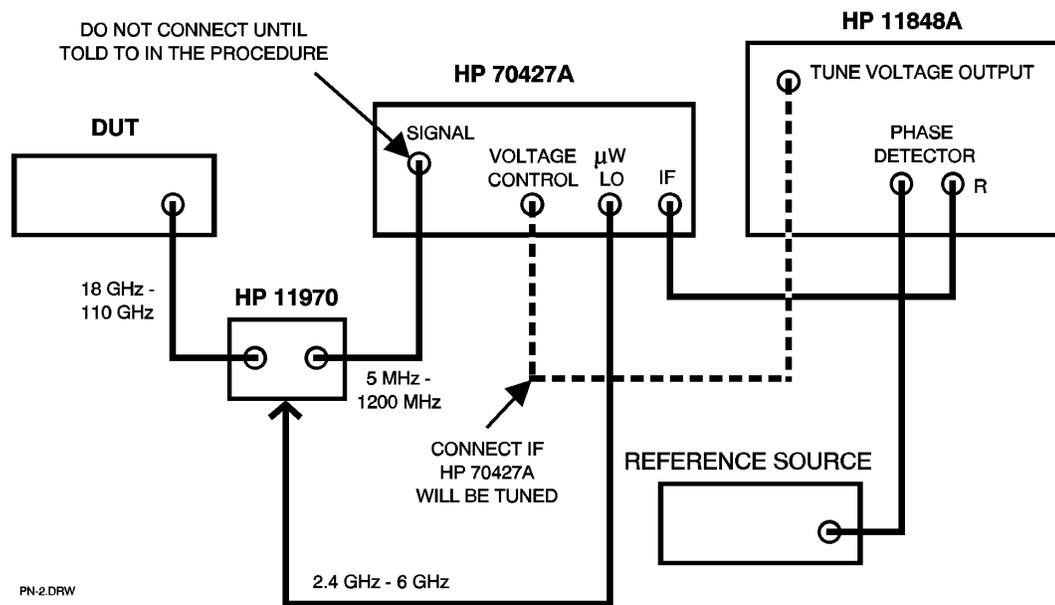 DO NOT CONNECT UNTIL
TOLD TO IN THE PROCEDURE
HP 11848A
HP 70427A
TUNE VOLTAGE OUTPUT
DUT
SIGNAL
VOLTAGE
CONTROL
μW
LO
IF
PHASE
DETECTOR
R
18 GHz -
110 GHz
HP 11970
5 MHz -
1200 MHz
CONNECT IF
HP 70427A
WILL BE TUNED
REFERENCE SOURCE
2.4 GHz - 6 GHz
PN-2.DRW